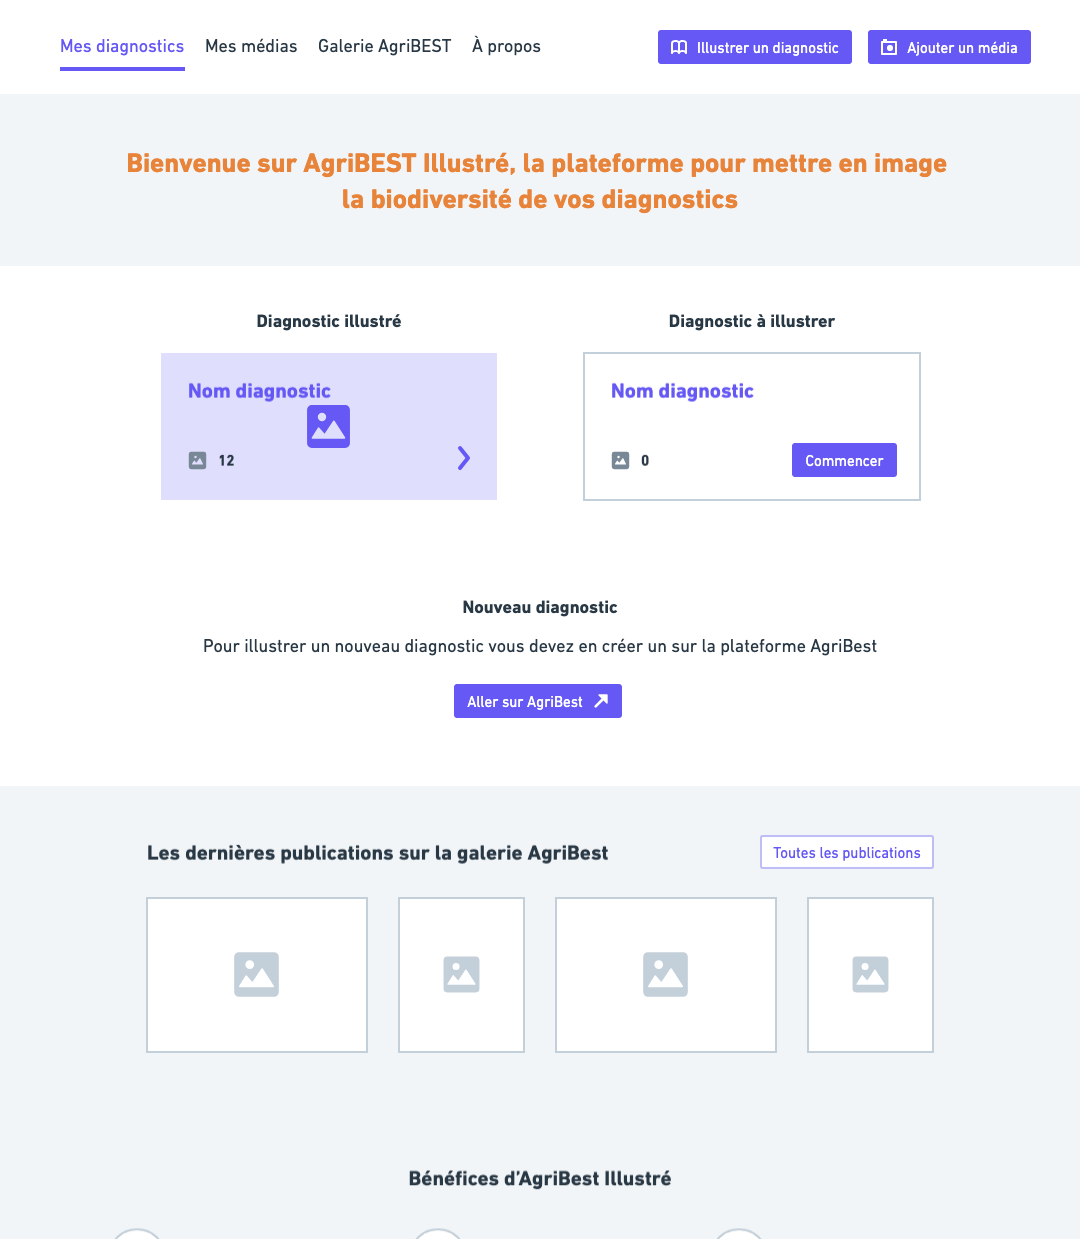 Mes diagnostics Mes médias Galerie AgriBEST À propos Illustrer un diagnostic Ajouter un média
Bienvenue sur AgriBEST Illustré, la plateforme pour mettre en image
la biodiversité de vos diagnostics
Diagnostic illustré
Nom diagnostic
12
Diagnostic à illustrer
Nom diagnostic
0 Commencer
Nouveau diagnostic
Pour illustrer un nouveau diagnostic vous devez en créer un sur la plateforme AgriBest
Aller sur AgriBest
Les dernières publications sur la galerie AgriBest Toutes les publications
Bénéfices d’AgriBest Illustré